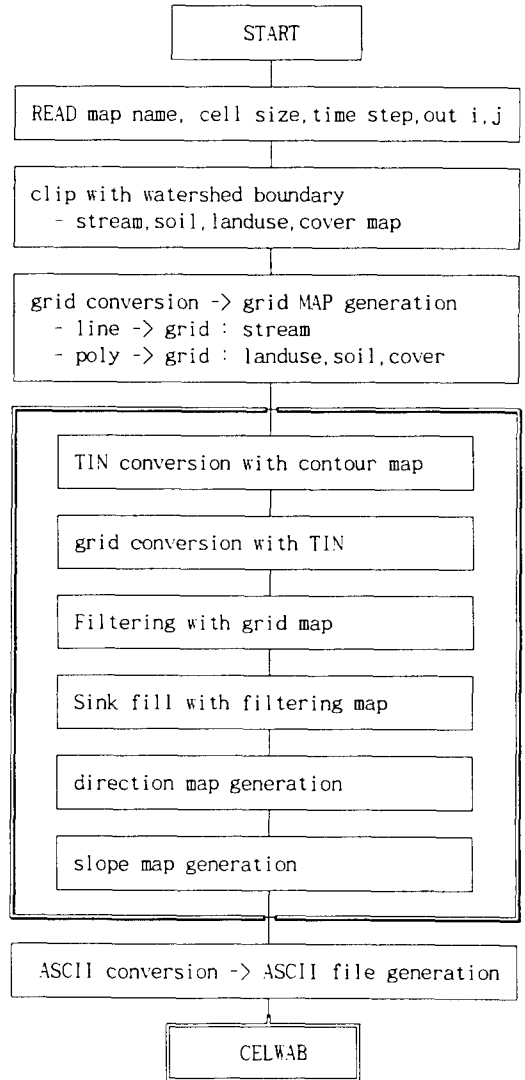 START
READ map name, cell size,time step,out i,j
clip with watershed boundary
- stream,soil,landuse,cover map
grid conversion -> grid MAP generation
- line -> grid : stream
- poly -> grid : landuse,soil,cover
TIN conversion with contour map
grid conversion with TIN
Filtering with grid map
Sink fill with filtering map
direction map generation
slope map generation
ASCII conversion -> ASCII file generation
CELWAB